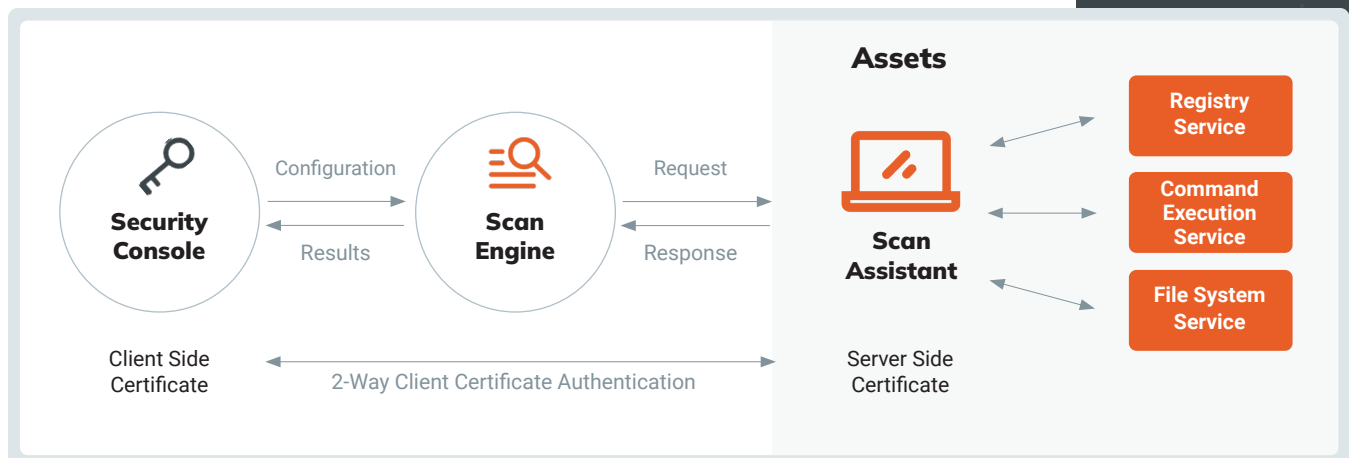 Assets
Security
Console
Configuration
Results
Scan
Engine
Request
Response
Scan
Assistant
Registry
Service
Command
Execution
Service
File System
Service
Client Side
Certificate
2-Way Client Certificate Authentication
Server Side
Certificate